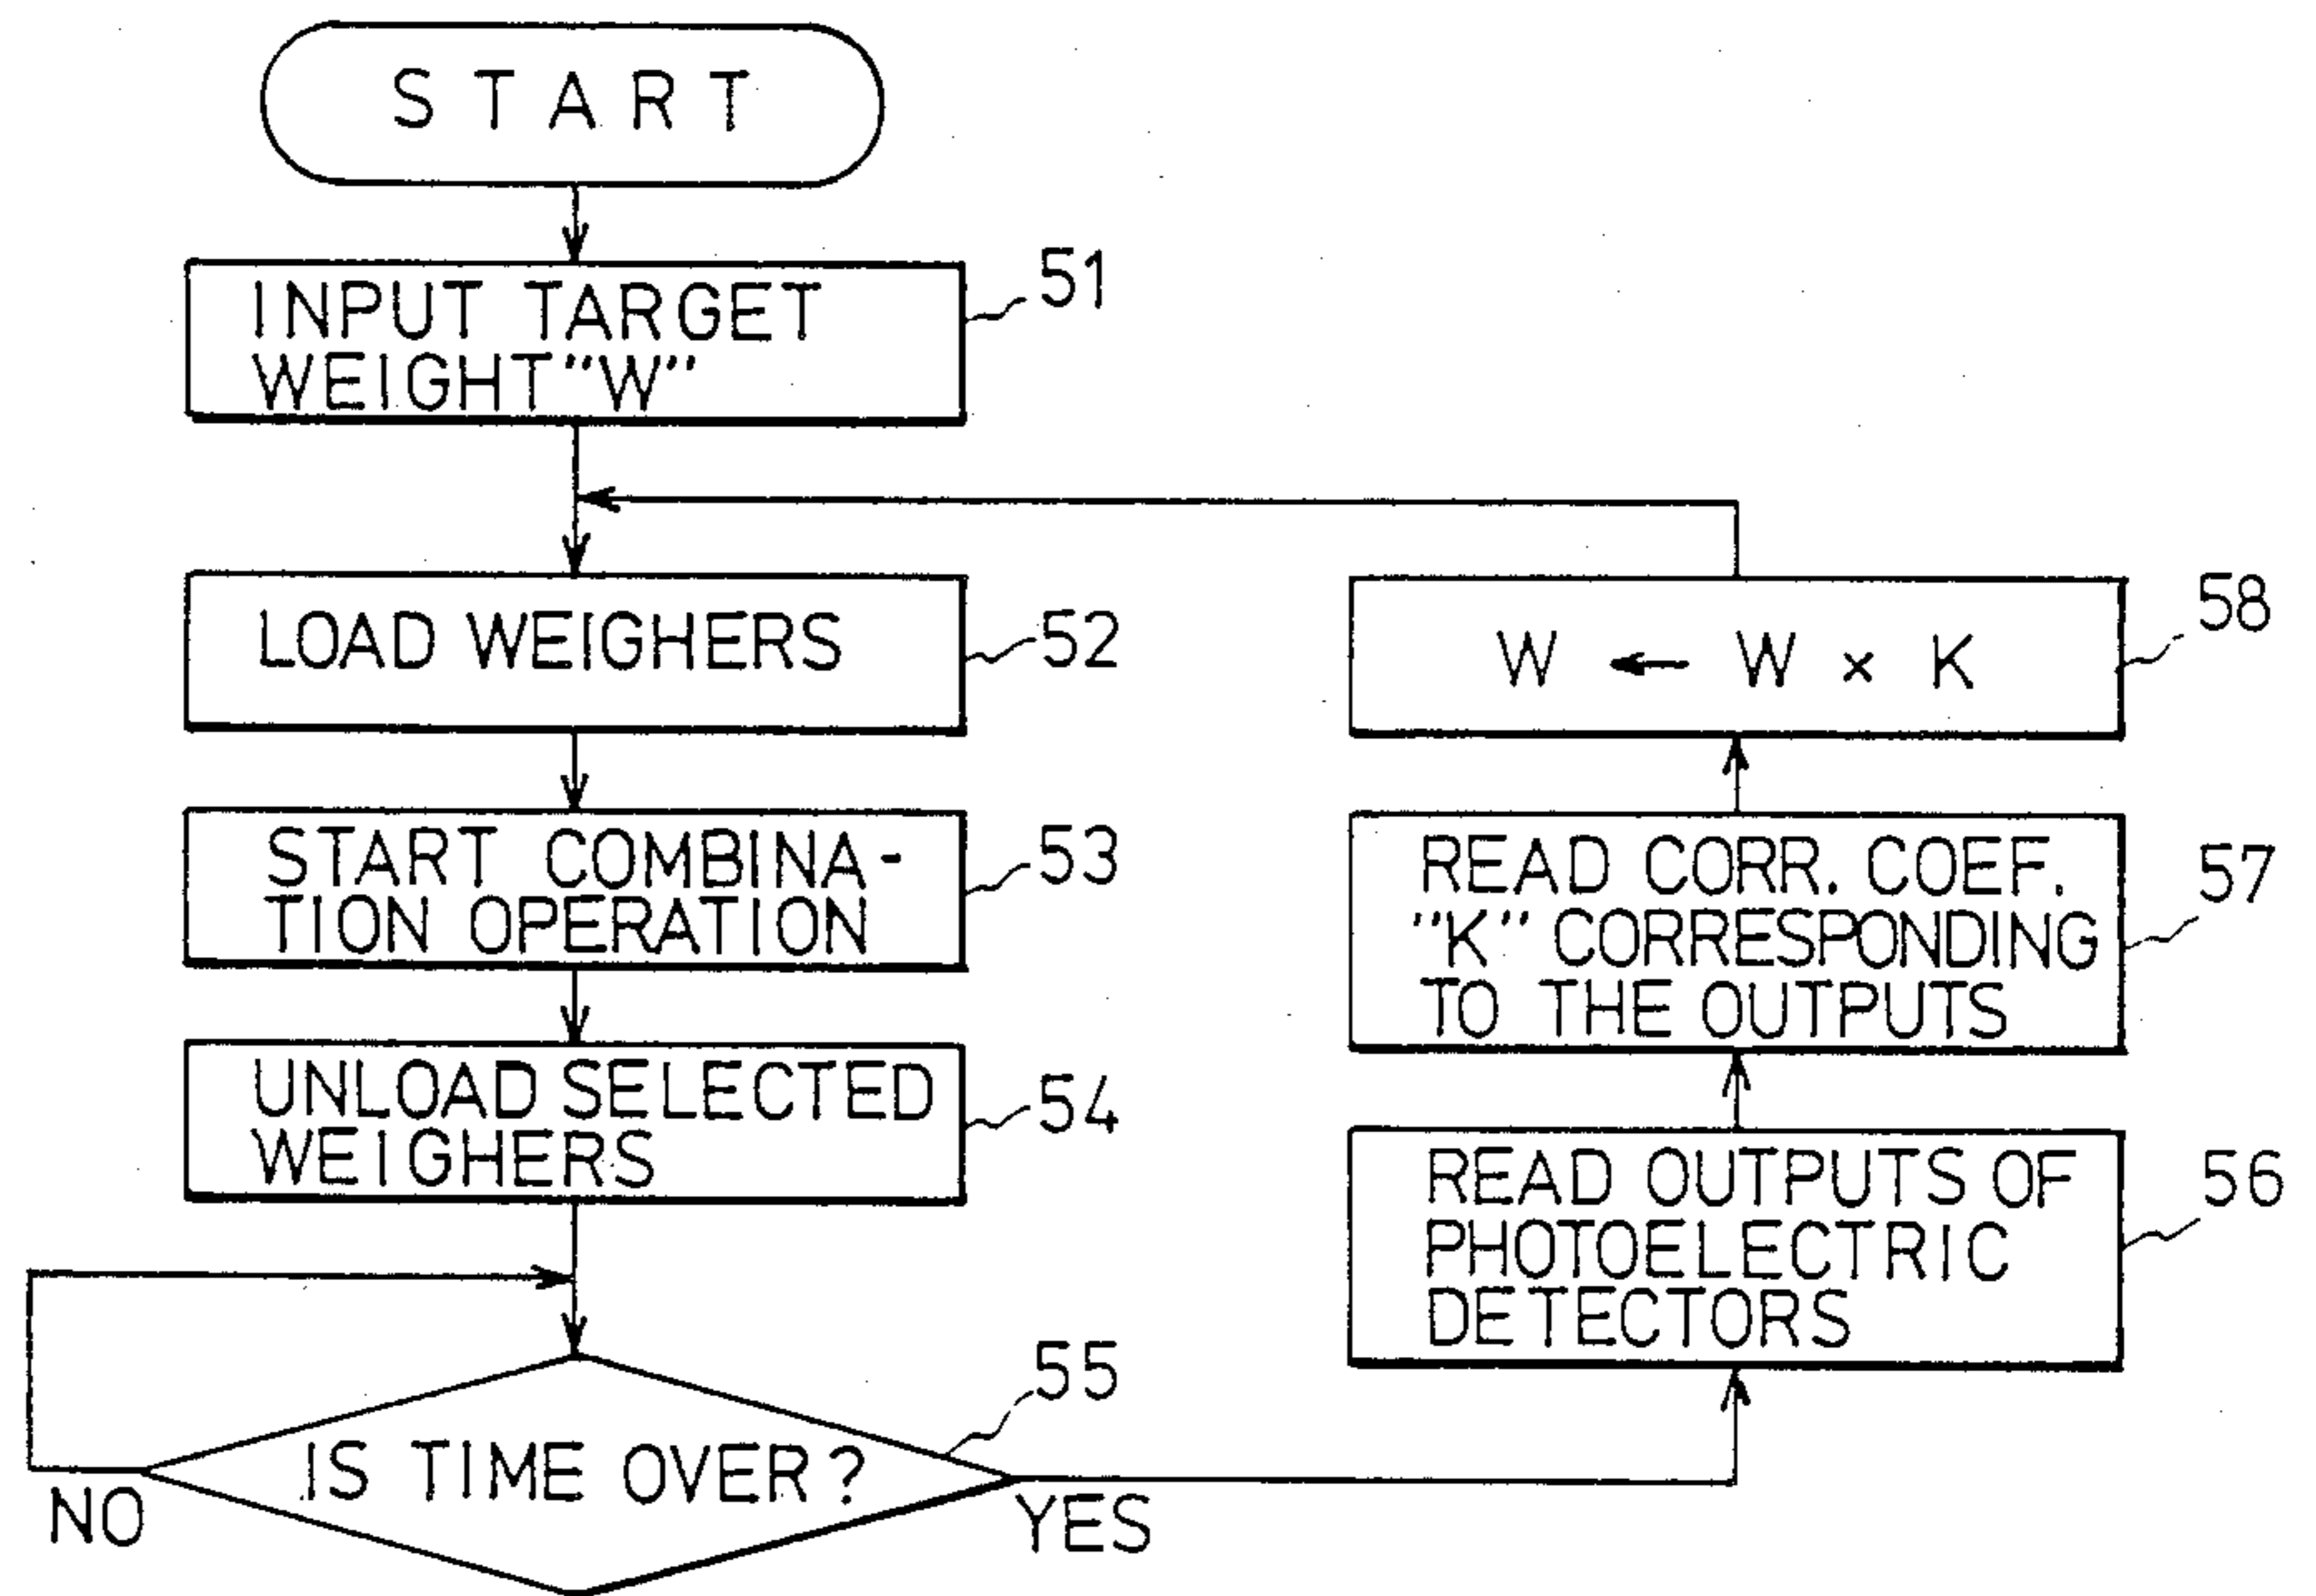 START
INPUT TARGET
WEIGHT "W"
51
LOAD WEIGHERS
52
START COMBINA-
TION OPERATION
53
UNLOAD SELECTED
WEIGHERS
54
IS TIME OVER?
55
NO
YES
READ OUTPUTS OF
PHOTOELECTRIC
DETECTORS
56
READ CORR. COEF.
"K" CORRESPONDING
TO THE OUTPUTS
57
W ← W × K
58